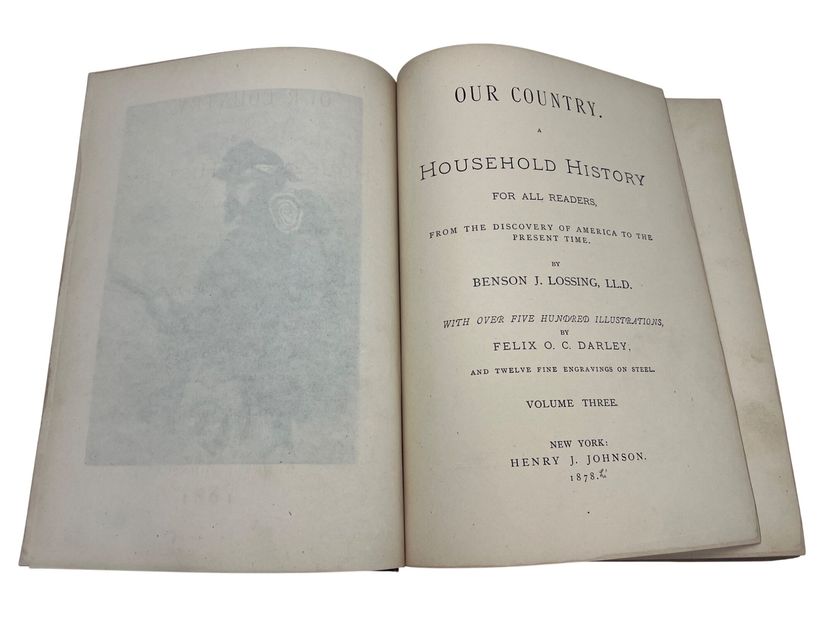 OUR COUNTRY.
A
HOUSEHOLD HISTORY
FOR ALL READERS,
FROM THE DISCOVERY OF AMERICA TO THE
PRESENT TIME.
BY
BENSON J. LOSSING, LL.D.
WITH OVER FIVE HUNDRED ILLUSTRATIONS,
BY
FELIX O. C. DARLEY,
AND TWELVE FINE ENGRAVINGS ON STEEL.
VOLUME THREE.
NEW YORK:
HENRY J. JOHNSON.
1878.